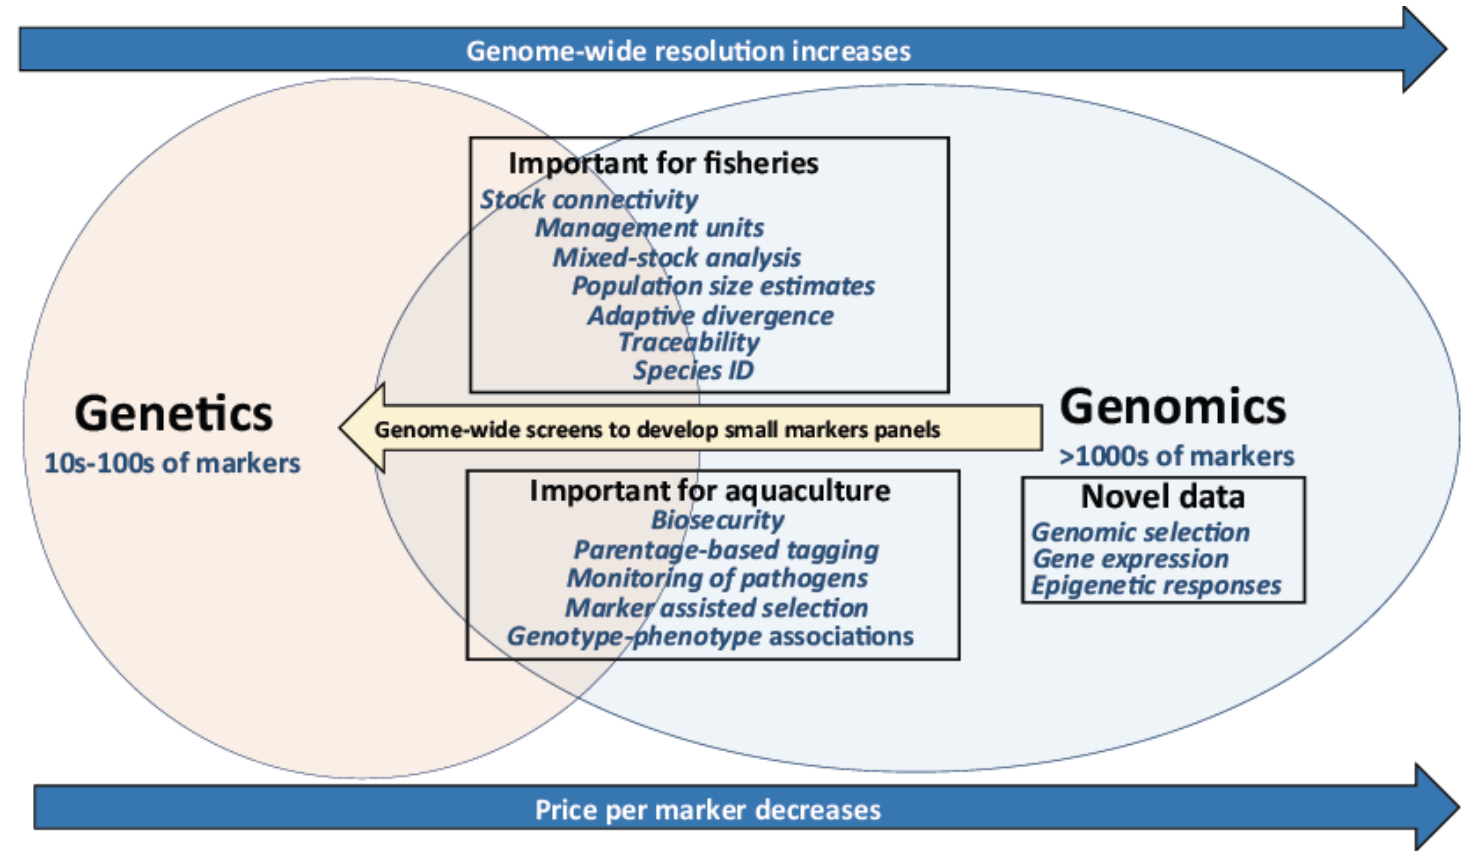 Genome-wide resolution increases
Important for fisheries
Stock connectivity
Management units
Mixed-stock analysis
Population size estimates
Adaptive divergence
Traceability
Species ID
Genetics
10s-100s of markers
Genome-wide screens to develop small markers panels
Genomics
>1000s of markers
Important for aquaculture
Biosecurity
Parentage-based tagging
Monitoring of pathogens
Marker assisted selection
Genotype-phenotype associations
Novel data
Genomic selection
Gene expression
Epigenetic responses
Price per marker decreases